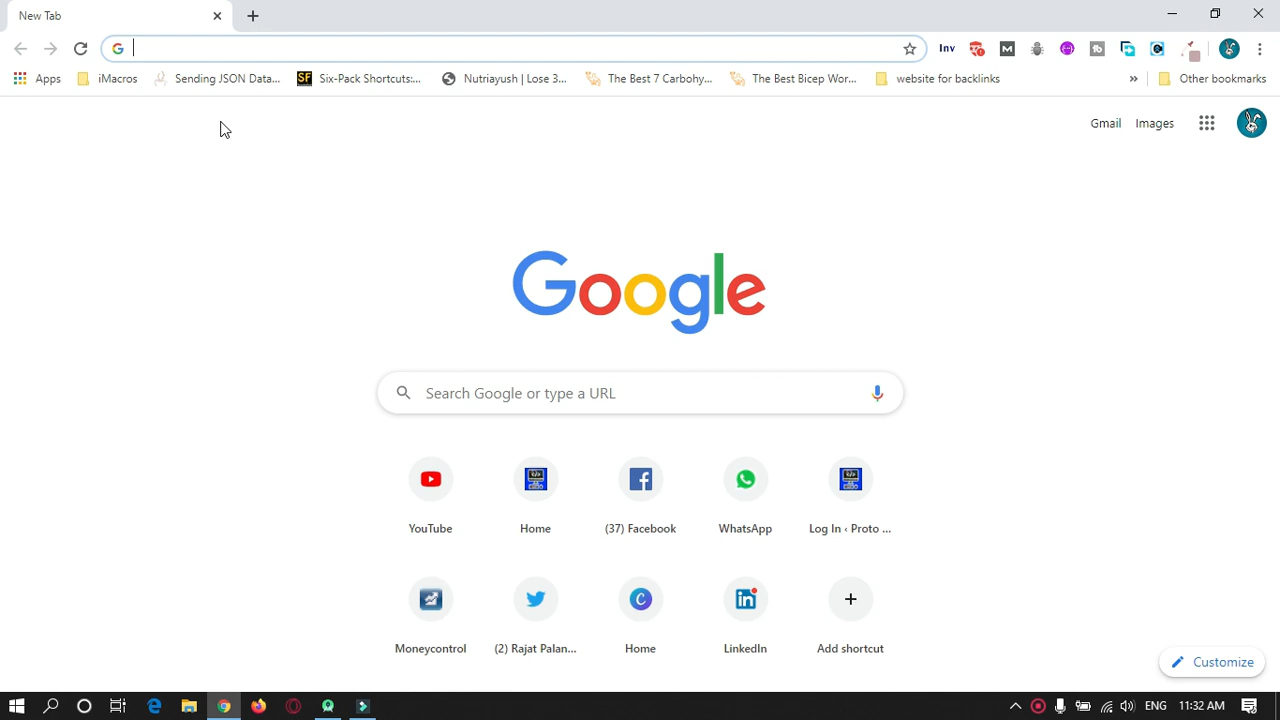 New Tab
Inv
Apps
iMacros
Sending JSON Data...
SF
Six-Pack Shortcuts:...
Nutriayush | Lose 3...
The Best 7 Carbohy...
The Best Bicep Wor...
website for backlinks
»
Other bookmarks
Gmail
Images
Google
Search Google or type a URL
YouTube
Home
(37) Facebook
WhatsApp
Log In ‹ Proto ...
Moneycontrol
(2) Rajat Palan...
Home
LinkedIn
Add shortcut
Customize
ENG
11:32 AM